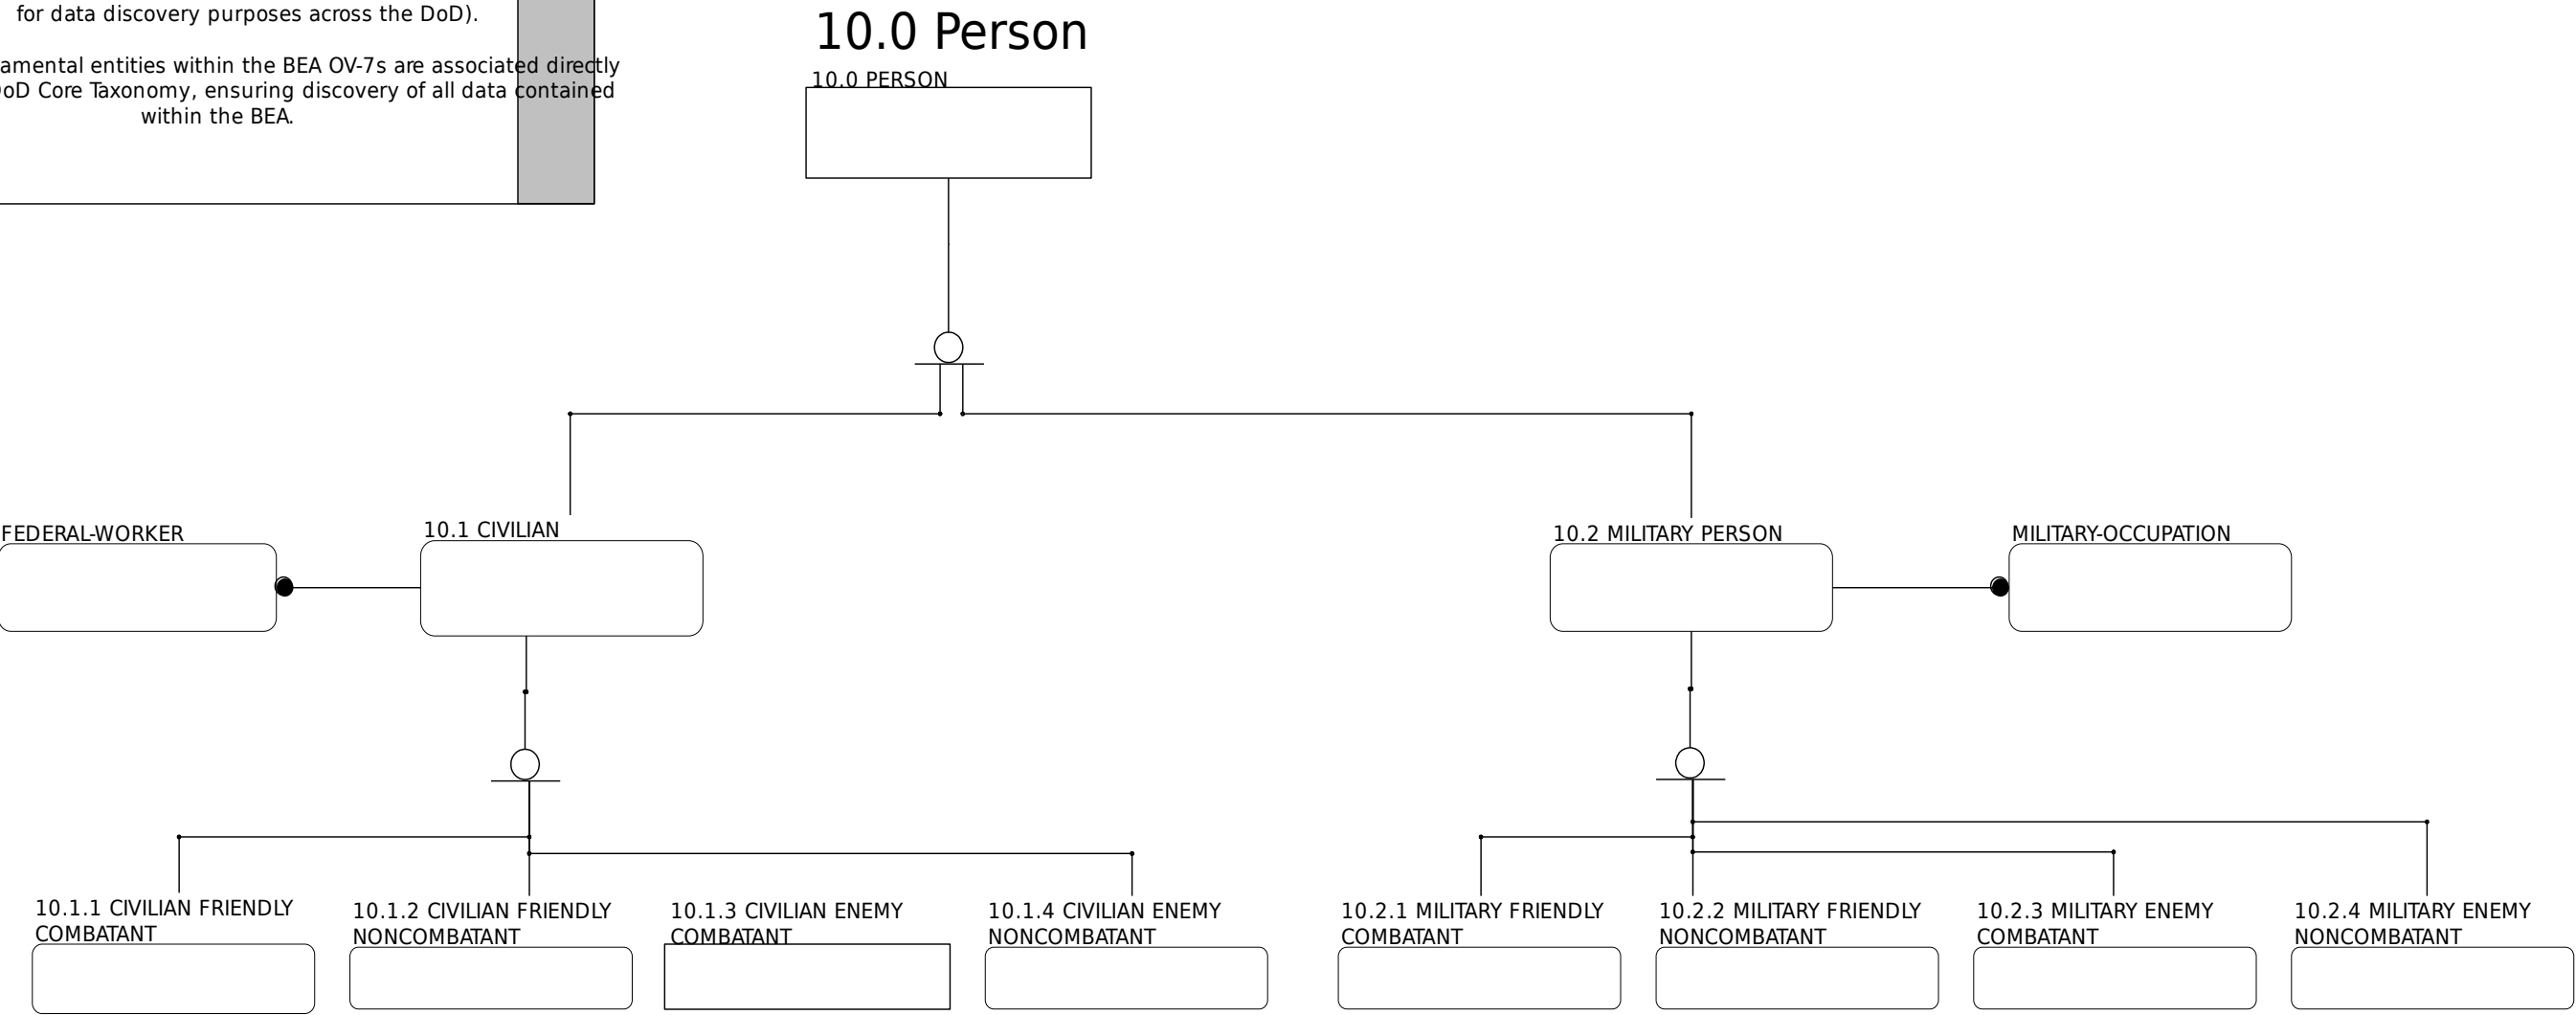 for data discovery purposes across the DoD).
within the BEA OV-7s are associated directly
Core Taxonomy, ensuring discovery of all data contained
within the BEA.
10.0 Person
10.0 PERSON
FEDERAL-WORKER
10.1 CIVILIAN
10.2 MILITARY PERSON
MILITARY-OCCUPATION
10.1.1 CIVILIAN FRIENDLY
COMBATANT
10.1.2 CIVILIAN FRIENDLY
NONCOMBATANT
10.1.3 CIVILIAN ENEMY
COMBATANT
10.1.4 CIVILIAN ENEMY
NONCOMBATANT
10.2.1 MILITARY FRIENDLY
COMBATANT
10.2.2 MILITARY FRIENDLY
NONCOMBATANT
10.2.3 MILITARY ENEMY
COMBATANT
10.2.4 MILITARY ENEMY
NONCOMBATANT